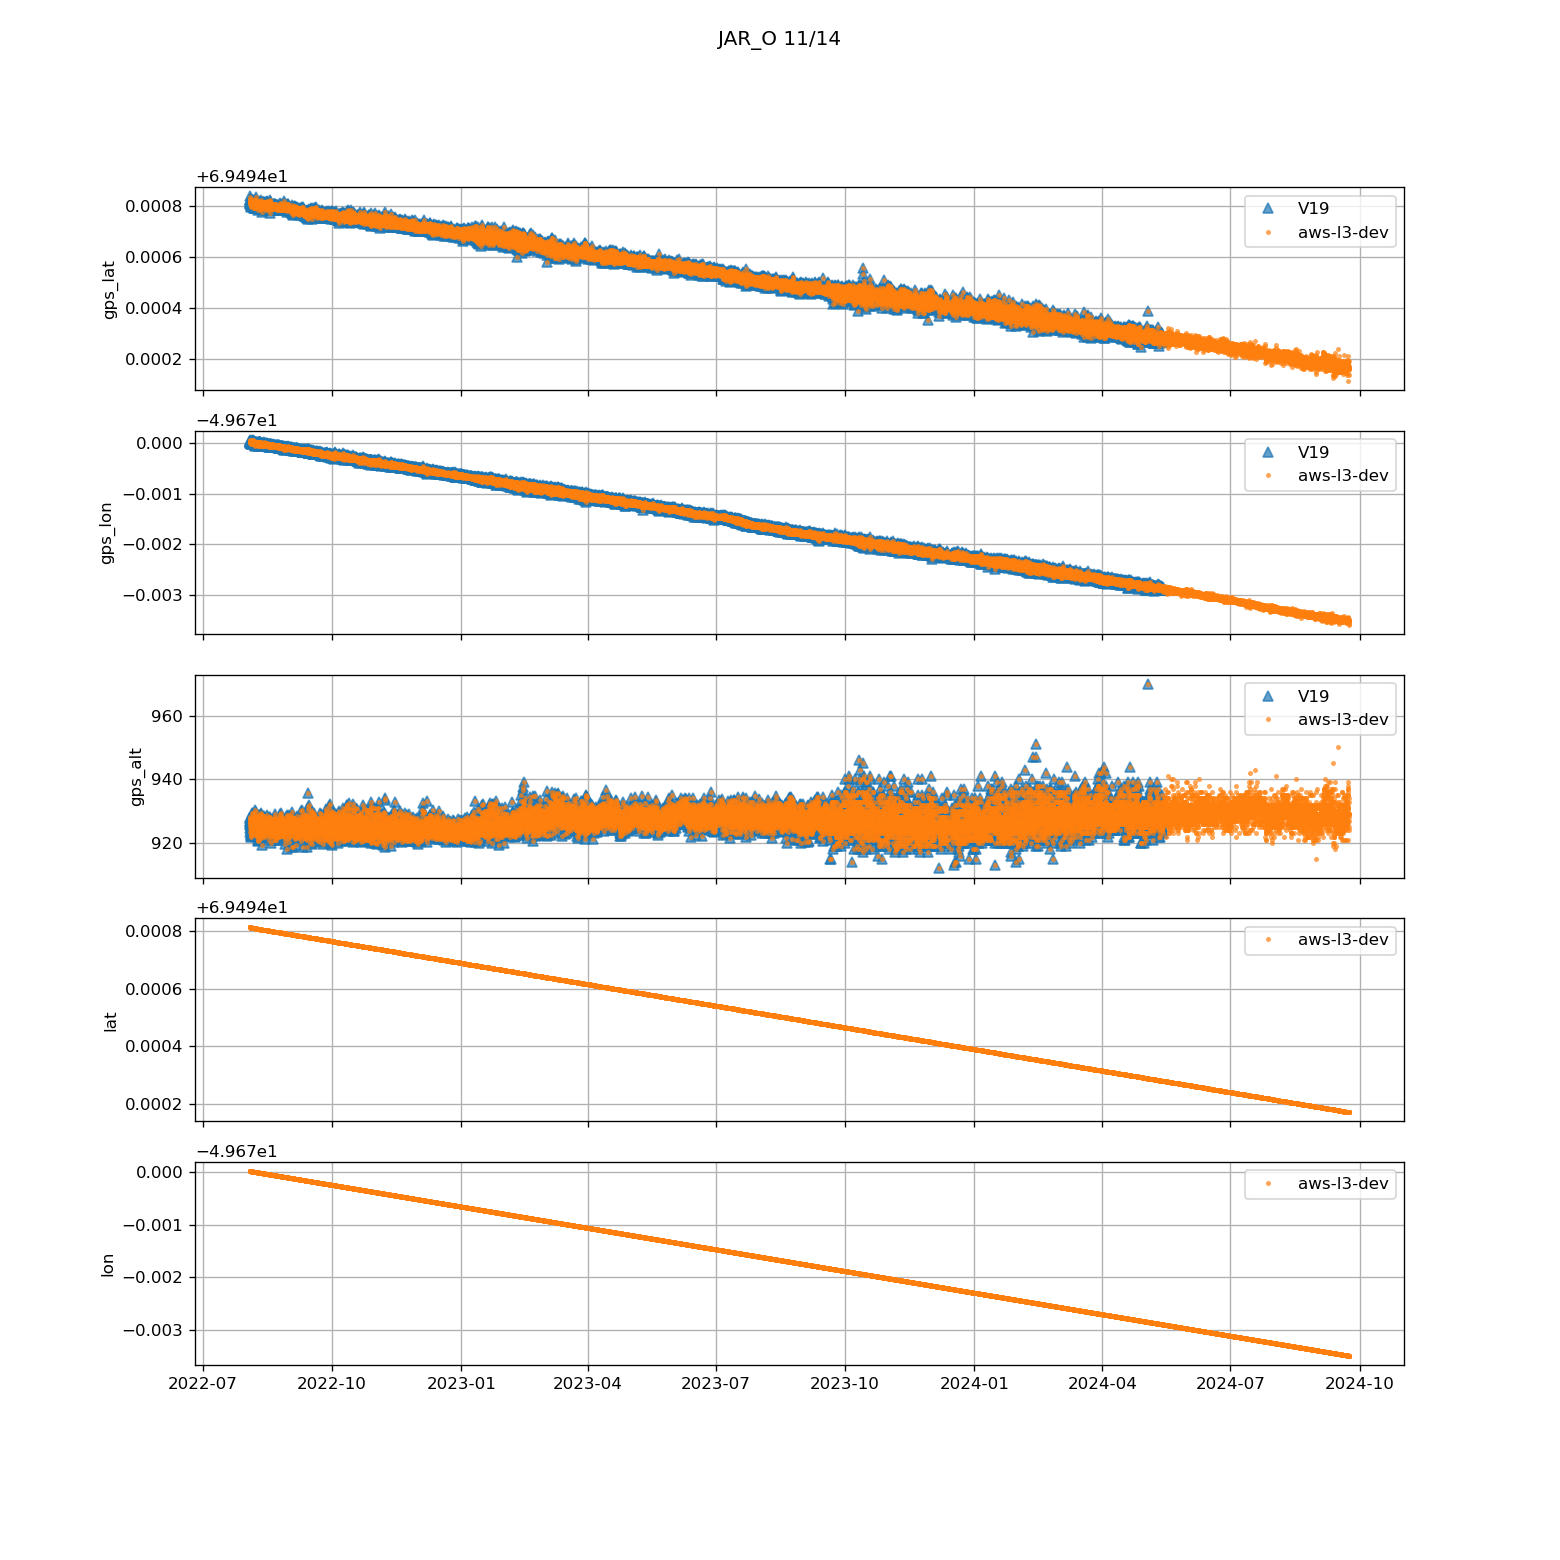 JAR_O 11/14
+6.9494e1
0.0008
0.0006
0.0004
0.0002
gps_lat
V19
aws-l3-dev
−4.967e1
0.000
−0.001
−0.002
−0.003
gps_lon
V19
aws-l3-dev
960
940
920
gps_alt
V19
aws-l3-dev
+6.9494e1
0.0008
0.0006
0.0004
0.0002
lat
aws-l3-dev
−4.967e1
0.000
−0.001
−0.002
−0.003
lon
aws-l3-dev
2022-07 2022-10 2023-01 2023-04 2023-07 2023-10 2024-01 2024-04 2024-07 2024-10